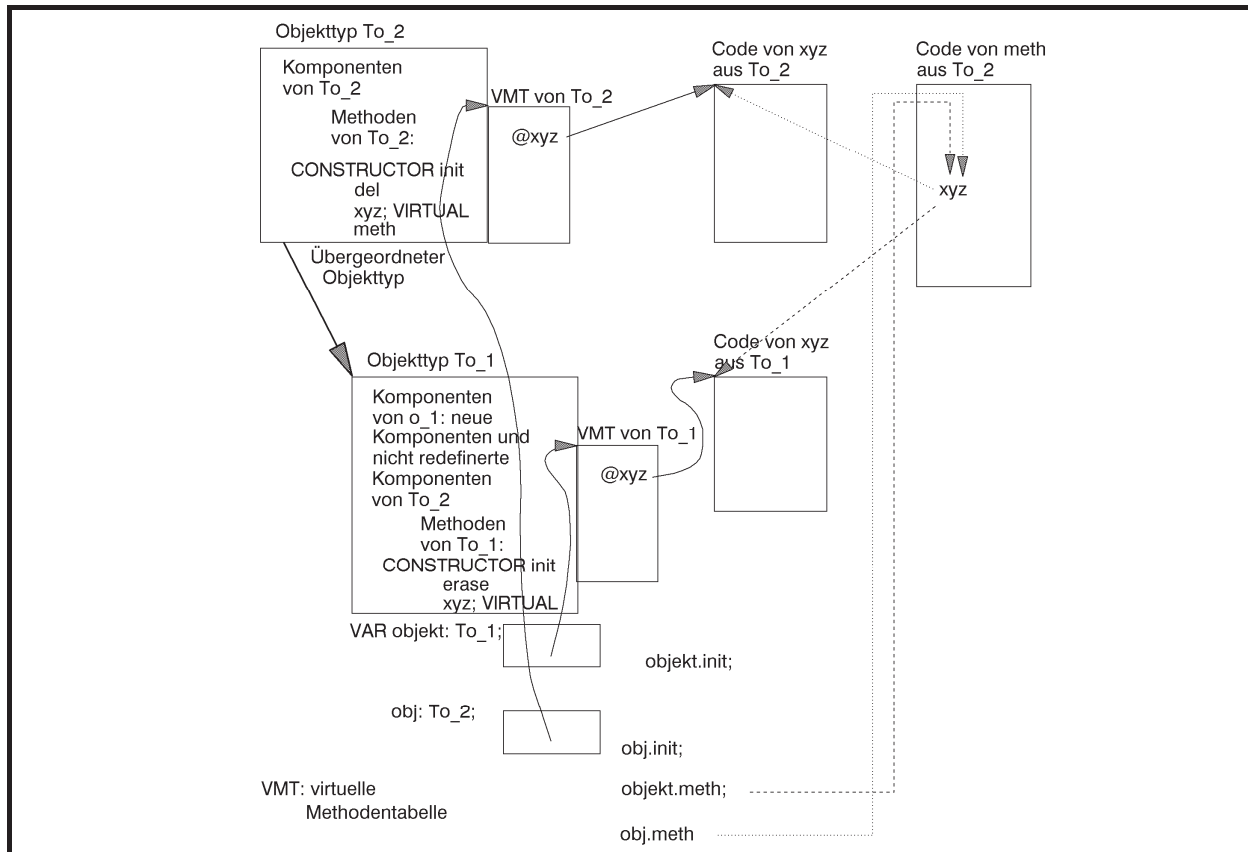 Objekttyp To_2
Komponenten
von To_2
Methoden
von To_2:
CONSTRUCTOR init
del
xyz; VIRTUAL
meth
VMT von To_2
@xyz
Code von xyz
aus To_2
Code von meth
aus To_2
xyz
Übergeordneter
Objekttyp
Objekttyp To_1
Komponenten
von o_1: neue
Komponenten und
nicht redefinerte
Komponenten
von To_2
Methoden
von To_1:
CONSTRUCTOR init
erase
xyz; VIRTUAL
VMT von To_1
@xyz
Code von xyz
aus To_1
VAR objekt: To_1;
objekt.init;
obj: To_2;
obj.init;
VMT: virtuelle
Methodentabelle
objekt.meth;
obj.meth